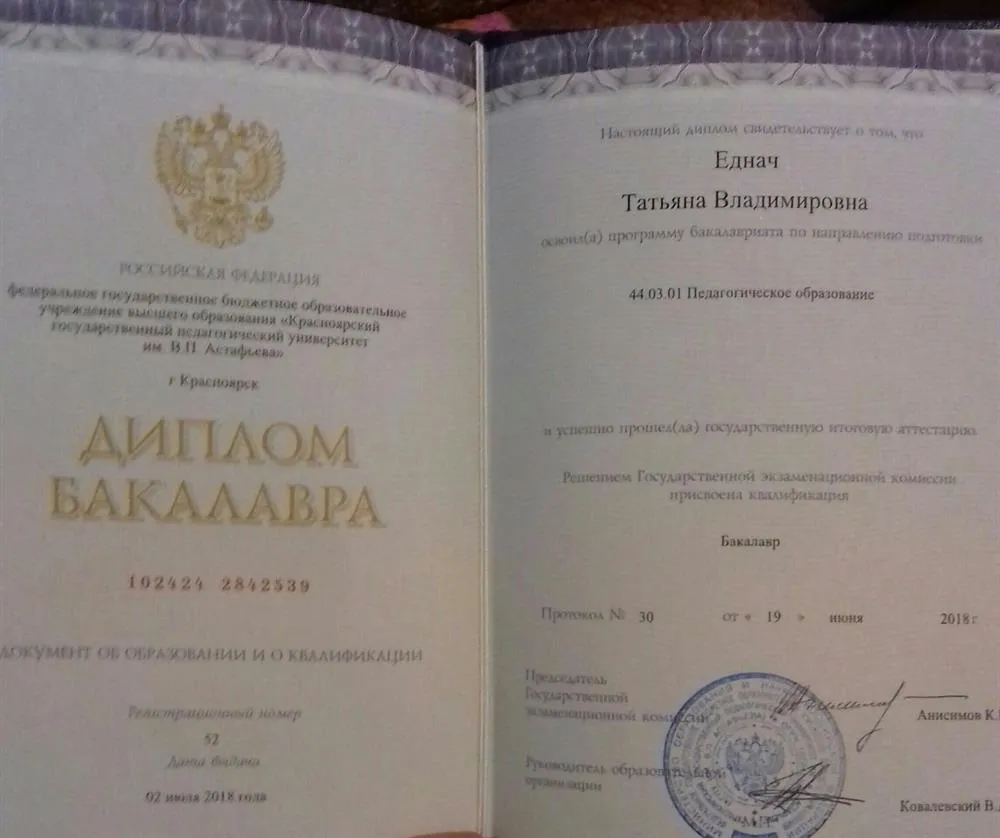 РОССИЙСКАЯ ФЕДЕРАЦИЯ
федеральное государственное бюджетное образовательное
учреждение высшего образования «Красноярский
государственный педагогический университет
им. В.П. Астафьева»
г Красноярск
ДИПЛОМ
БАКАЛАВРА
102424 2842539
ДОКУМЕНТ ОБ ОБРАЗОВАНИИ И О КВАЛИФИКАЦИИ
Регистрационный номер
52
Дата выдачи
02 июля 2018 года
Настоящий диплом свидетельствует о том, что
Еднач
Татьяна Владимировна
освоил(а) программу бакалавриата по направлению подготовки
44.03.01 Педагогическое образование
и успешно прошел(ла) государственную итоговую аттестацию.
Решением Государственной экзаменационной комиссии
присвоена квалификация
Бакалавр
Протокол № 30 от « 19 » июня 2018 г
Председатель
Государственной
экзаменационной комиссии
Анисимов К.
Руководитель образовательной
организации
Ковалевский В.
М.П.